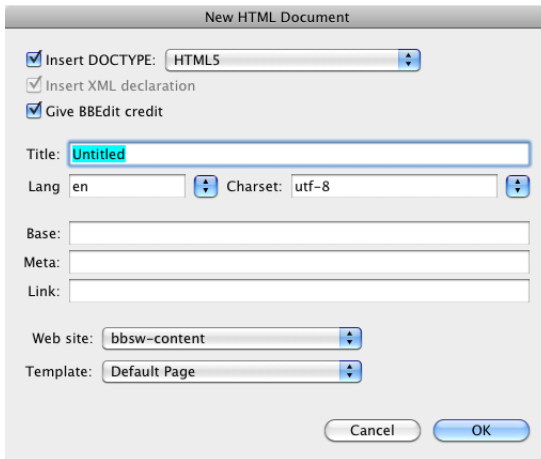 New HTML Document
Insert DOCTYPE: HTML5
Insert XML declaration
Give BBEdit credit
Title: Untitled
Lang en Charset: utf-8
Base:
Meta:
Link:
Web site: bbsw-content
Template: Default Page
Cancel OK